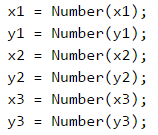 x1 = Number(x1);
y1 = Number(y1);
x2 = Number(x2);
y2 = Number(y2);
x3 = Number(x3);
y3 = Number(y3);